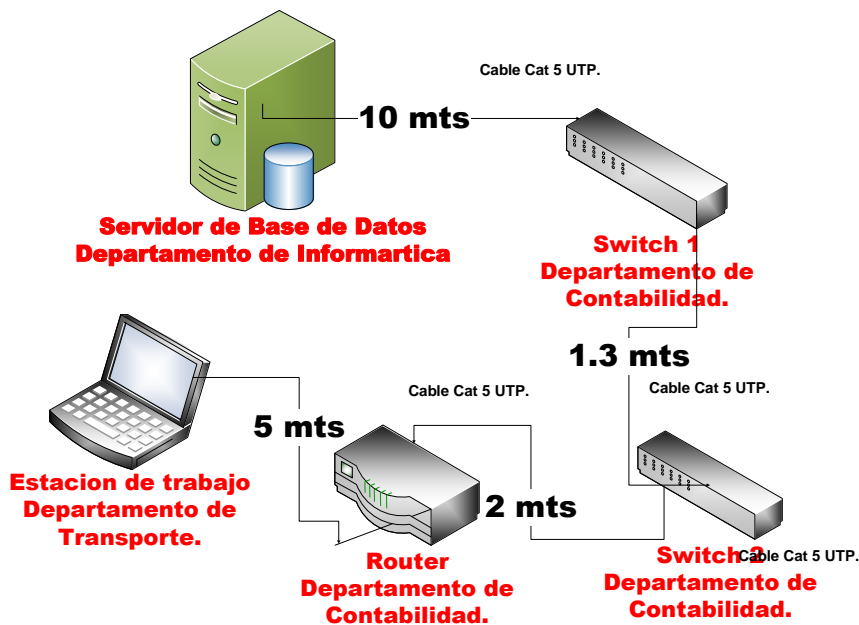 Cable Cat 5 UTP.
10 mts
Servidor de Base de Datos
Departamento de Informartica
Switch 1
Departamento de
Contabilidad.
1.3 mts
Cable Cat 5 UTP.
Cable Cat 5 UTP.
5 mts
Estacion de trabajo
Departamento de
Transporte.
2 mts
Router
Departamento de
Contabilidad.
Switch 2
Cable Cat 5 UTP.
Departamento de
Contabilidad.